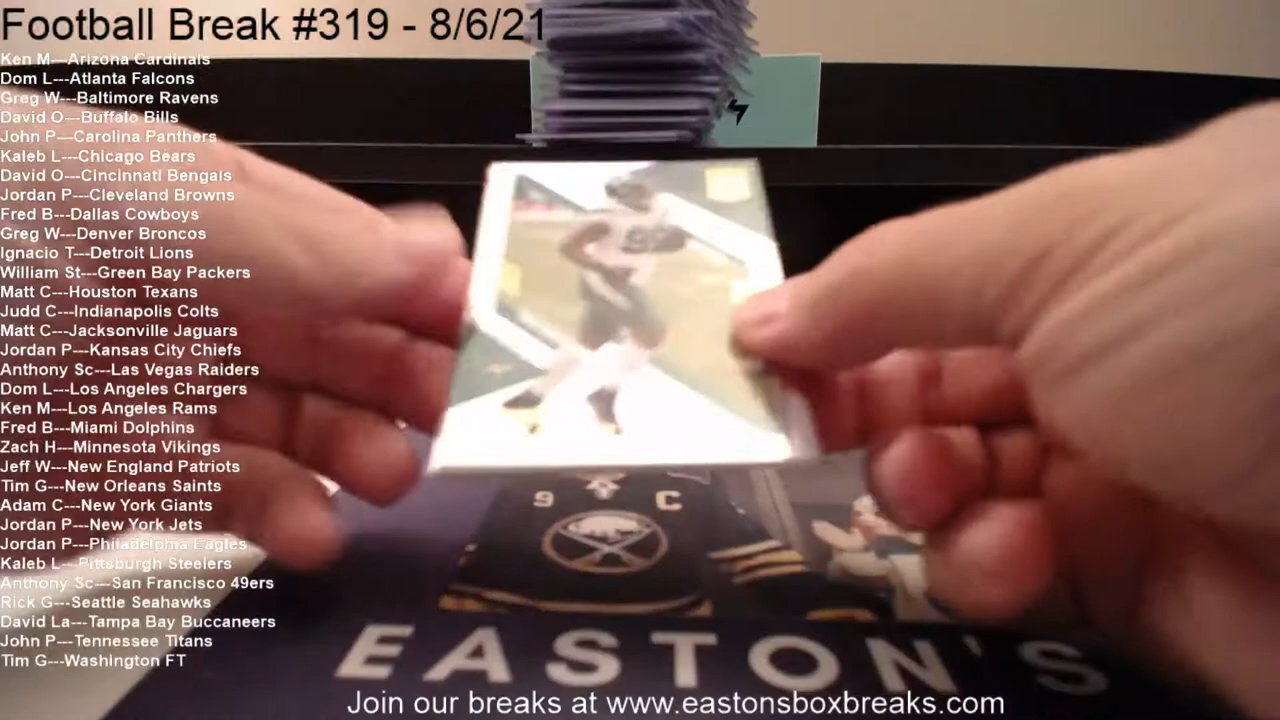 Football Break #319 - 8/6/21
Ken M---Arizona Cardinals
Dom L---Atlanta Falcons
Greg W---Baltimore Ravens
David O---Buffalo Bills
John P---Carolina Panthers
Kaleb L---Chicago Bears
David O---Cincinnati Bengals
Jordan P---Cleveland Browns
Fred B---Dallas Cowboys
Greg W---Denver Broncos
Ignacio T---Detroit Lions
William St---Green Bay Packers
Matt C---Houston Texans
Judd C---Indianapolis Colts
Matt C---Jacksonville Jaguars
Jordan P---Kansas City Chiefs
Anthony Sc---Las Vegas Raiders
Dom L---Los Angeles Chargers
Ken M---Los Angeles Rams
Fred B---Miami Dolphins
Zach H---Minnesota Vikings
Jeff W---New England Patriots
Tim G---New Orleans Saints
Adam C---New York Giants
Jordan P---New York Jets
Jordan P---Philadelphia Eagles
Kaleb L---Pittsburgh Steelers
Anthony Sc---San Francisco 49ers
Rick G---Seattle Seahawks
David La---Tampa Bay Buccaneers
John P---Tennessee Titans
Tim G---Washington FT
9 C
EASTON'S
Join our breaks at www.eastonsboxbreaks.com